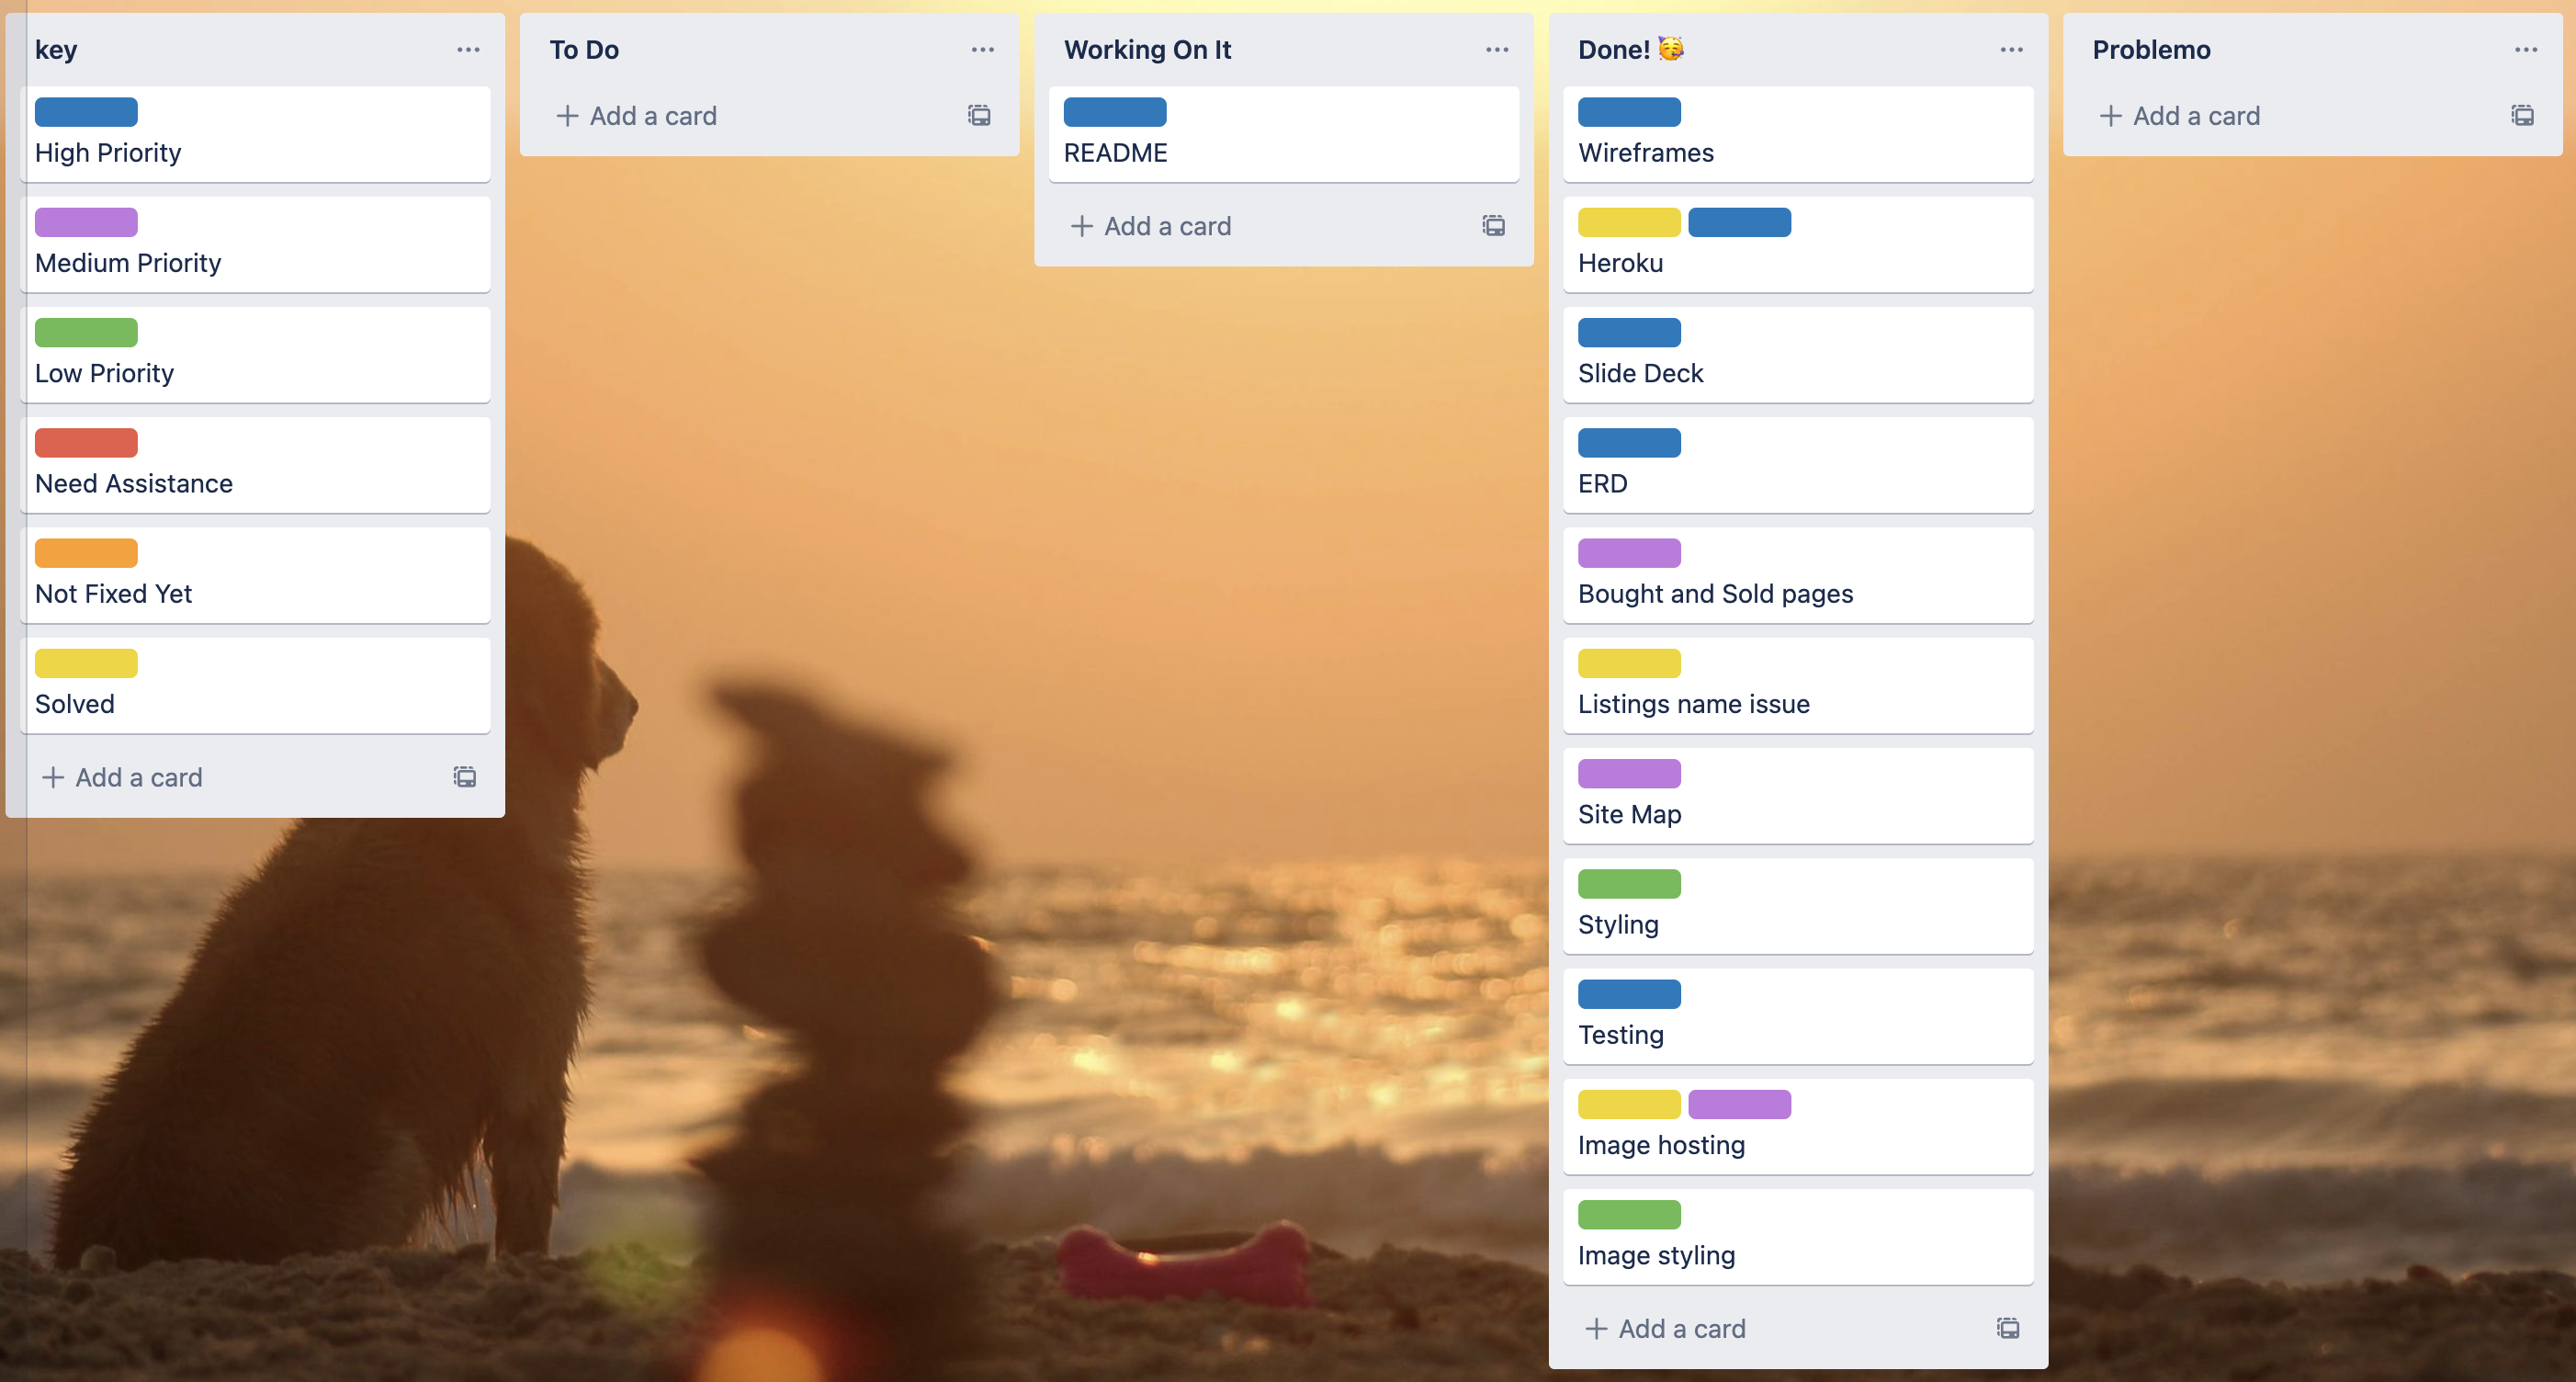 key
High Priority
Medium Priority
Low Priority
Need Assistance
Not Fixed Yet
Solved
+ Add a card
To Do
+ Add a card
Working On It
README
+ Add a card
Done! 🥳
Wireframes
Heroku
Slide Deck
ERD
Bought and Sold pages
Listings name issue
Site Map
Styling
Testing
Image hosting
Image styling
+ Add a card
Problemo
+ Add a card